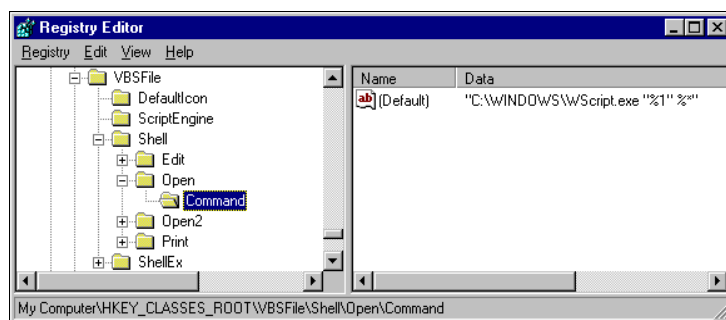 Registry Editor
Registry Edit View Help
VBSFile
DefaultIcon
ScriptEngine
Shell
Edit
Open
Command
Open2
Print
ShellEx
Name Data
ab (Default) "C:\WINDOWS\WScript.exe "%1" %*"
My Computer\HKEY_CLASSES_ROOT\VBSFile\Shell\Open\Command